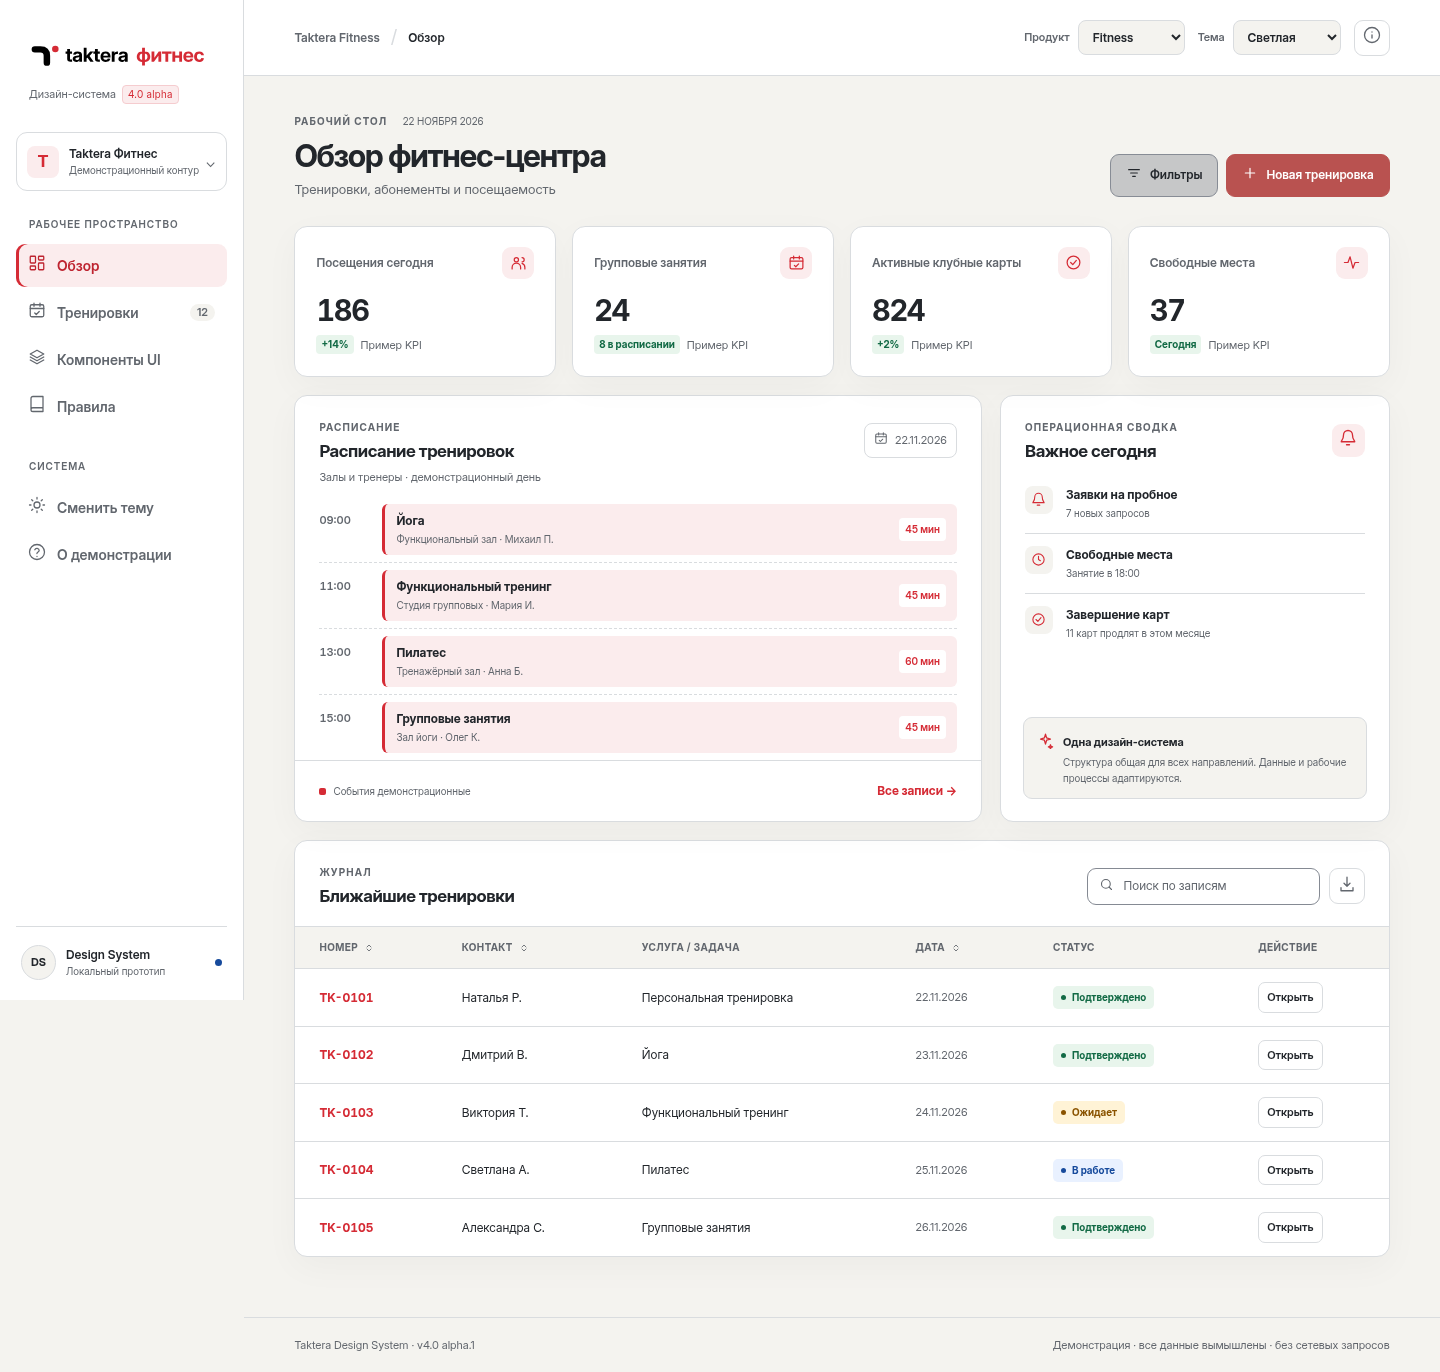 taktera фитнес
Дизайн-система 4.0 alpha
T
Taktera Фитнес
Демонстрационный контур
РАБОЧЕЕ ПРОСТРАНСТВО
Обзор
Тренировки 12
Компоненты UI
Правила
СИСТЕМА
Сменить тему
О демонстрации
DS
Design System
Локальный прототип
Taktera Fitness / Обзор
Продукт Fitness Тема Светлая
РАБОЧИЙ СТОЛ 22 НОЯБРЯ 2026
Обзор фитнес-центра
Тренировки, абонементы и посещаемость
Фильтры Новая тренировка
Посещения сегодня
186
+14% Пример KPI
Групповые занятия
24
8 в расписании Пример KPI
Активные клубные карты
824
+2% Пример KPI
Свободные места
37
Сегодня Пример KPI
РАСПИСАНИЕ
Расписание тренировок
22.11.2026
Залы и тренеры · демонстрационный день
09:00 Йога 45 мин
Функциональный зал · Михаил П.
11:00 Функциональный тренинг 45 мин
Студия групповых · Мария И.
13:00 Пилатес 60 мин
Тренажёрный зал · Анна Б.
15:00 Групповые занятия 45 мин
Зал йоги · Олег К.
События демонстрационные Все записи →
ОПЕРАЦИОННАЯ СВОДКА
Важное сегодня
Заявки на пробное
7 новых запросов
Свободные места
Занятие в 18:00
Завершение карт
11 карт продлят в этом месяце
Одна дизайн-система
Структура общая для всех направлений. Данные и рабочие
процессы адаптируются.
ЖУРНАЛ
Ближайшие тренировки
Поиск по записям
НОМЕР КОНТАКТ УСЛУГА / ЗАДАЧА ДАТА СТАТУС ДЕЙСТВИЕ
TK-0101 Наталья Р. Персональная тренировка 22.11.2026 Подтверждено Открыть
TK-0102 Дмитрий В. Йога 23.11.2026 Подтверждено Открыть
TK-0103 Виктория Т. Функциональный тренинг 24.11.2026 Ожидает Открыть
TK-0104 Светлана А. Пилатес 25.11.2026 В работе Открыть
TK-0105 Александра С. Групповые занятия 26.11.2026 Подтверждено Открыть
Taktera Design System · v4.0 alpha.1
Демонстрация · все данные вымышлены · без сетевых запросов